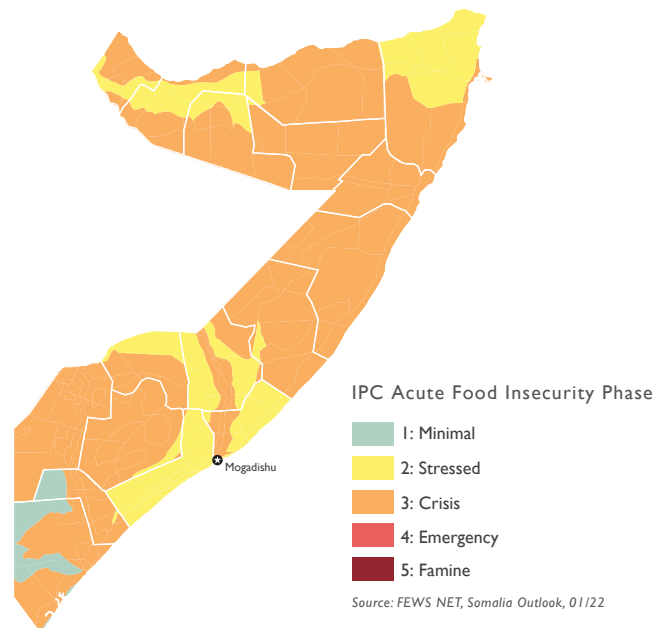 Mogadishu
IPC Acute Food Insecurity Phase
1: Minimal
2: Stressed
3: Crisis
4: Emergency
5: Famine
Source: FEWS NET, Somalia Outlook, 01/22